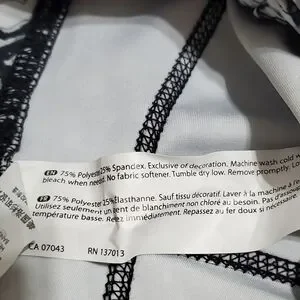 EN 75% Polyester 25% Spandex. Exclusive of decoration. Machine wash cold w
bleach when needed. No fabric softener. Tumble dry low. Remove promptly.
FR 75% Polyester 25% Elasthanne. Sauf tissu décoratif. Laver à la machine à l'e
Utilisez seulement un agent de blanchiment non chloré au besoin. Pas d'assou
température basse. Retirez immédiatement. Repassez au fer doux si nécessaire.
CA 07043 RN 137013